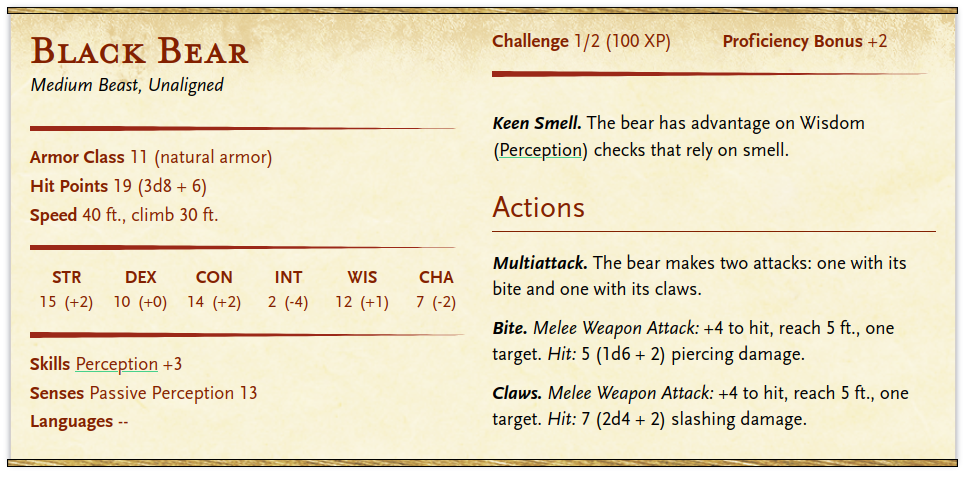 Black Bear
Medium Beast, Unaligned
Armor Class 11 (natural armor)
Hit Points 19 (3d8 + 6)
Speed 40 ft., climb 30 ft.
STR DEX CON INT WIS CHA
15 (+2) 10 (+0) 14 (+2) 2 (-4) 12 (+1) 7 (-2)
Skills Perception +3
Senses Passive Perception 13
Languages --
Challenge 1/2 (100 XP) Proficiency Bonus +2
Keen Smell. The bear has advantage on Wisdom
(Perception) checks that rely on smell.
Actions
Multiattack. The bear makes two attacks: one with its
bite and one with its claws.
Bite. Melee Weapon Attack: +4 to hit, reach 5 ft., one
target. Hit: 5 (1d6 + 2) piercing damage.
Claws. Melee Weapon Attack: +4 to hit, reach 5 ft., one
target. Hit: 7 (2d4 + 2) slashing damage.